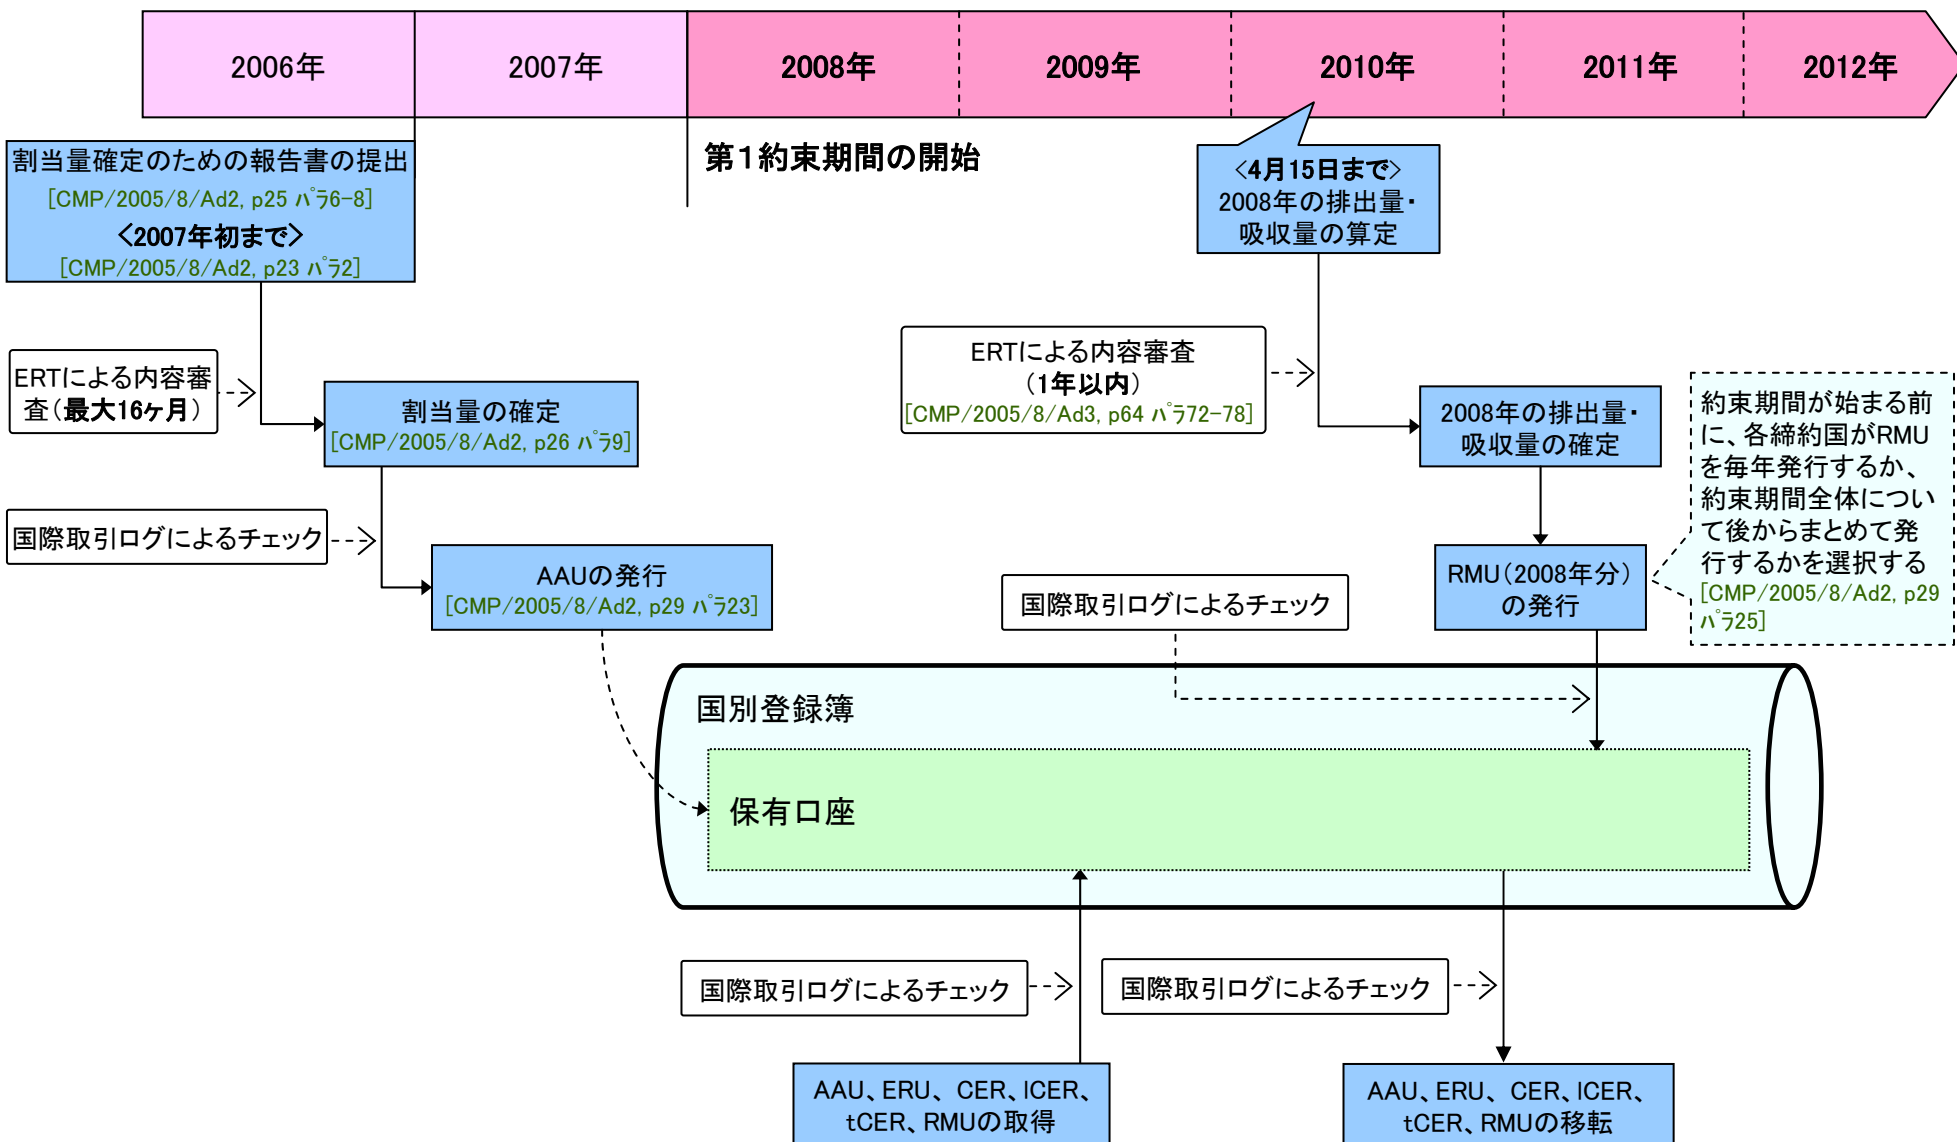 2006年
2007年
2008年
2009年
2010年
2011年
2012年
割当量確定のための報告書の提出
[CMP/2005/8/Ad2, p25 パラ6-8]
<2007年初まで>
[CMP/2005/8/Ad2, p23 パラ2]
第1約束期間の開始
<4月15日まで>
2008年の排出量・
吸収量の算定
ERTによる内容審
査(最大16ヶ月)
割当量の確定
[CMP/2005/8/Ad2, p26 パラ9]
ERTによる内容審査
(1年以内)
[CMP/2005/8/Ad3, p64 パラ72-78]
2008年の排出量・
吸収量の確定
約束期間が始まる前
に、各締約国がRMU
を毎年発行するか、
約束期間全体につい
て後からまとめて発
行するかを選択する
[CMP/2005/8/Ad2, p29
パラ25]
国際取引ログによるチェック
AAUの発行
[CMP/2005/8/Ad2, p29 パラ23]
国際取引ログによるチェック
RMU(2008年分)
の発行
国別登録簿
保有口座
国際取引ログによるチェック
国際取引ログによるチェック
AAU、ERU、 CER、lCER、
tCER、RMUの取得
AAU、ERU、 CER、lCER、
tCER、RMUの移転